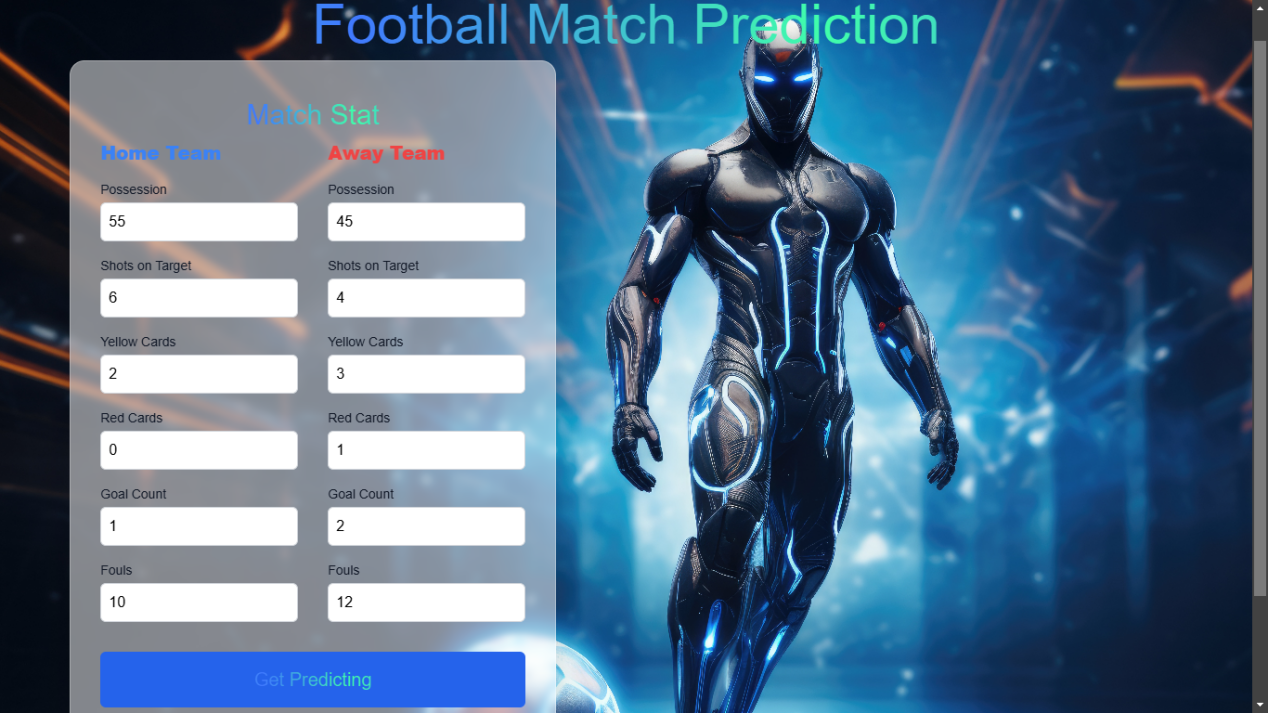 Football Match Prediction
Match Stat
Home Team Away Team
Possession Possession
55 45
Shots on Target Shots on Target
6 4
Yellow Cards Yellow Cards
2 3
Red Cards Red Cards
0 1
Goal Count Goal Count
1 2
Fouls Fouls
10 12
Get Predicting